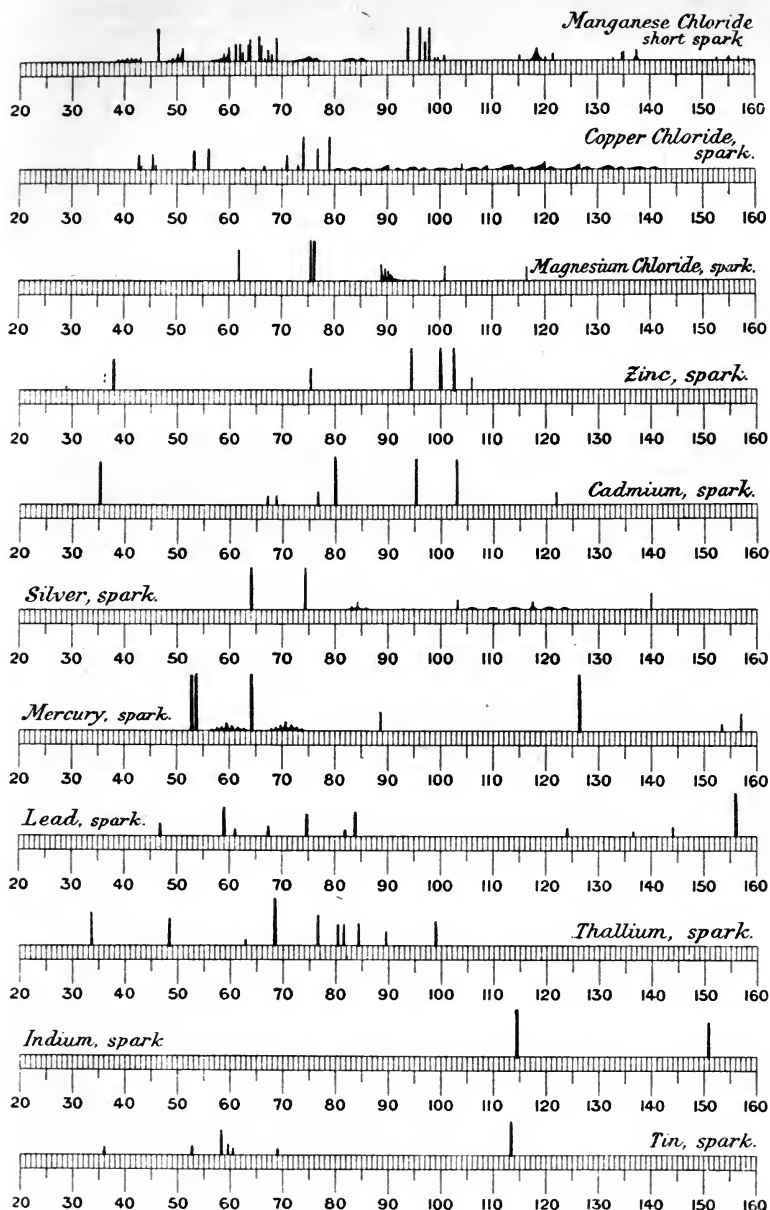 Manganese Chloride
short spark
20 30 40 50 60 70 80 90 100 110 120 130 140 150 160
Copper Chloride,
spark.
20 30 40 50 60 70 80 90 100 110 120 130 140 150 160
Magnesium Chloride, spark.
20 30 40 50 60 70 80 90 100 110 120 130 140 150 160
Zinc, spark.
20 30 40 50 60 70 80 90 100 110 120 130 140 150 160
Cadmium, spark.
20 30 40 50 60 70 80 90 100 110 120 130 140 150 160
Silver, spark.
20 30 40 50 60 70 80 90 100 110 120 130 140 150 160
Mercury, spark.
20 30 40 50 60 70 80 90 100 110 120 130 140 150 160
Lead, spark.
20 30 40 50 60 70 80 90 100 110 120 130 140 150 160
Thallium, spark.
20 30 40 50 60 70 80 90 100 110 120 130 140 150 160
Indium, spark
20 30 40 50 60 70 80 90 100 110 120 130 140 150 160
Tin, spark.
20 30 40 50 60 70 80 90 100 110 120 130 140 150 160